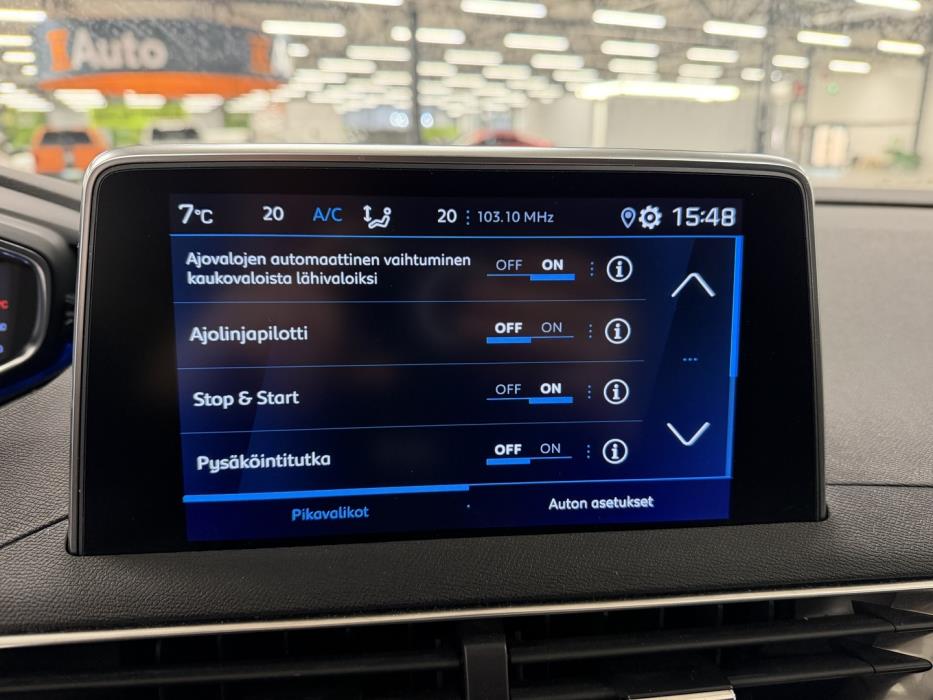 Auto
7°C 20 A/C 20 103.10 MHz 15:48
Ajovalojen automaattinen vaihtuminen
kaukovaloista lähivaloiksi
OFF ON
Ajolinjapilotti
OFF ON
Stop & Start
OFF ON
Pysäköintitutka
OFF ON
Pikavalikot
Auton asetukset